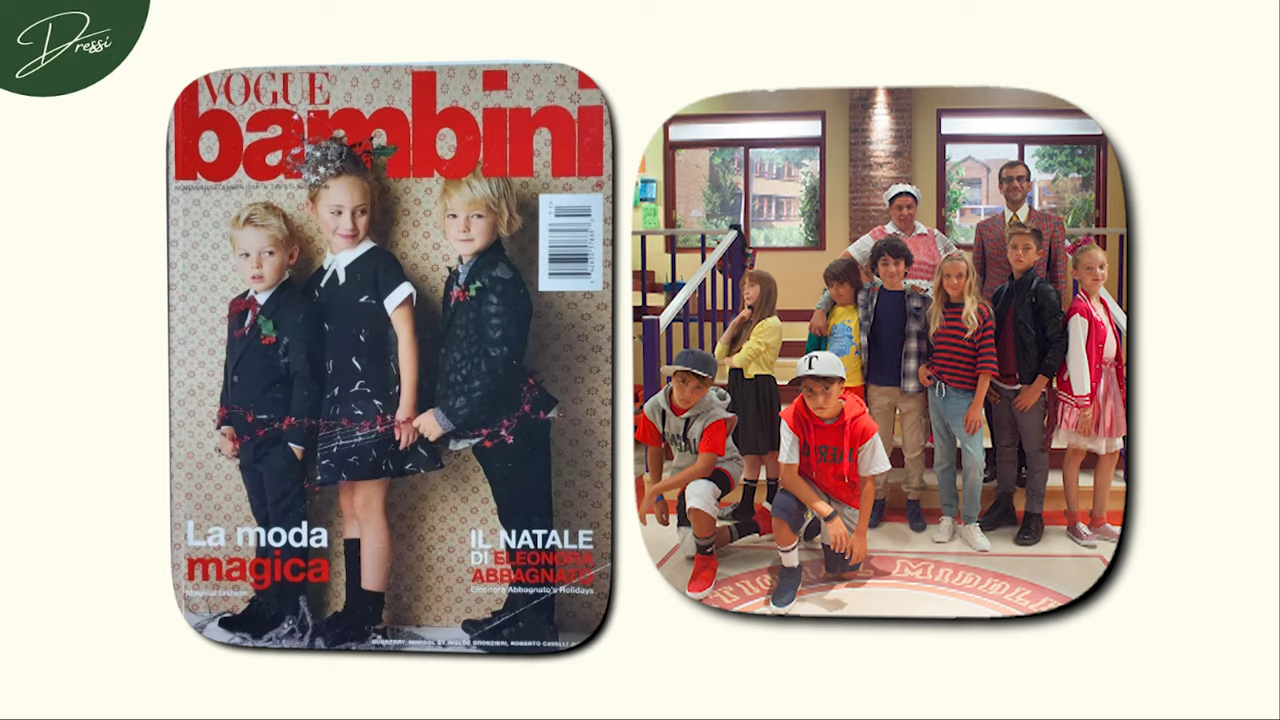 Dressi
VOGUE
bambini
La moda
magica
Magical fashion
IL NATALE
DI ELEONORA
ABBAGNATO
Eleonora Abbagnato's Holidays
T
MIDDLE